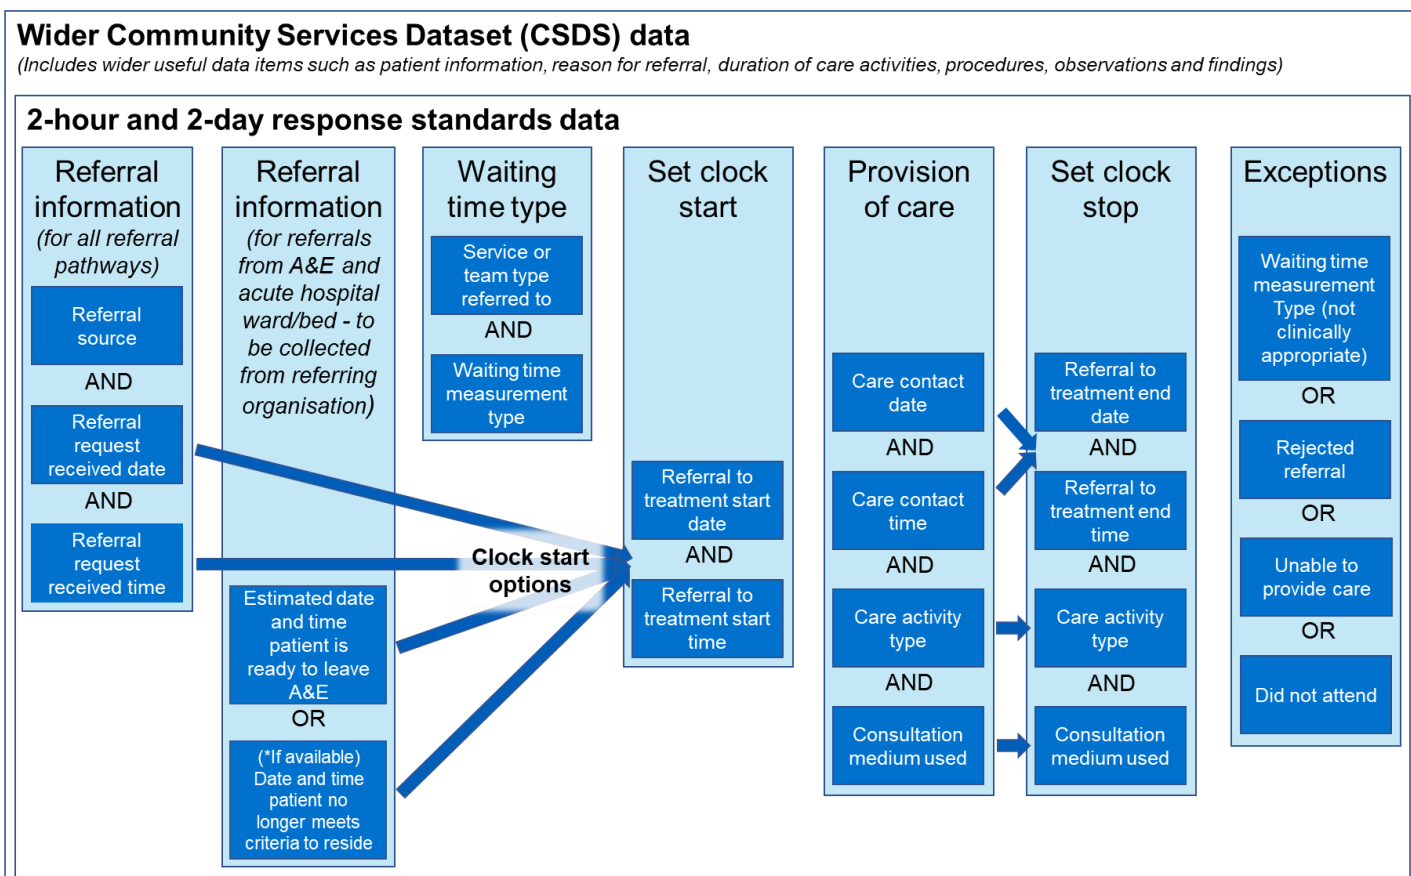 Wider Community Services Dataset (CSDS) data
(Includes wider useful data items such as patient information, reason for referral, duration of care activities, procedures, observations and findings)
2-hour and 2-day response standards data
Referral
information
(for all referral
pathways)
Referral
source
AND
Referral
request
received date
AND
Referral
request
received time
Referral
information
(for referrals
from A&E and
acute hospital
ward/bed - to
be collected
from referring
organisation)
Estimated date
and time
patient is
ready to leave
A&E
OR
(*If available)
Date and time
patient no
longer meets
criteria to reside
Waiting
time type
Service or
team type
referred to
AND
Waiting time
measurement
type
Clock start
options
Set clock
start
Referral to
treatment start
date
AND
Referral to
treatment start
time
Provision
of care
Care contact
date
AND
Care contact
time
AND
Care activity
type
AND
Consultation
medium used
Set clock
stop
Referral to
treatment end
date
AND
Referral to
treatment end
time
AND
Care activity
type
AND
Consultation
medium used
Exceptions
Waiting time
measurement
Type (not
clinically
appropriate)
OR
Rejected
referral
OR
Unable to
provide care
OR
Did not attend